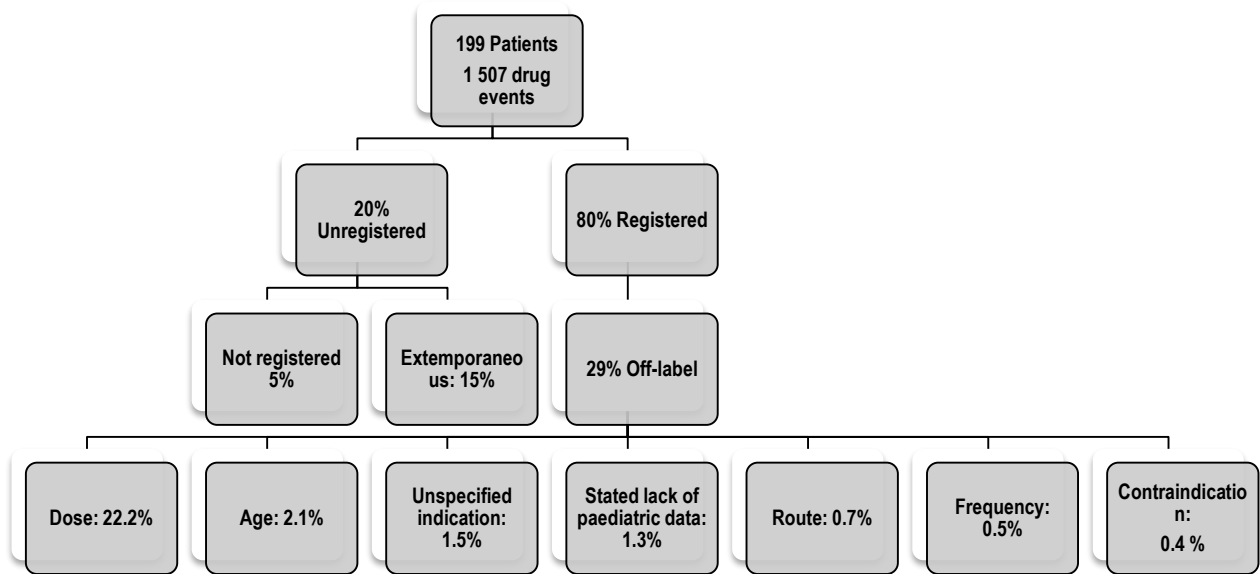 199 Patients
1 507 drug
events
20%
Unregistered
80% Registered
Not registered
5%
Extemporaneo
us: 15%
29% Off-label
Dose: 22.2%
Age: 2.1%
Unspecified
indication:
1.5%
Stated lack of
paediatric data:
1.3%
Route: 0.7%
Frequency:
0.5%
Contraindicatio
n:
0.4 %